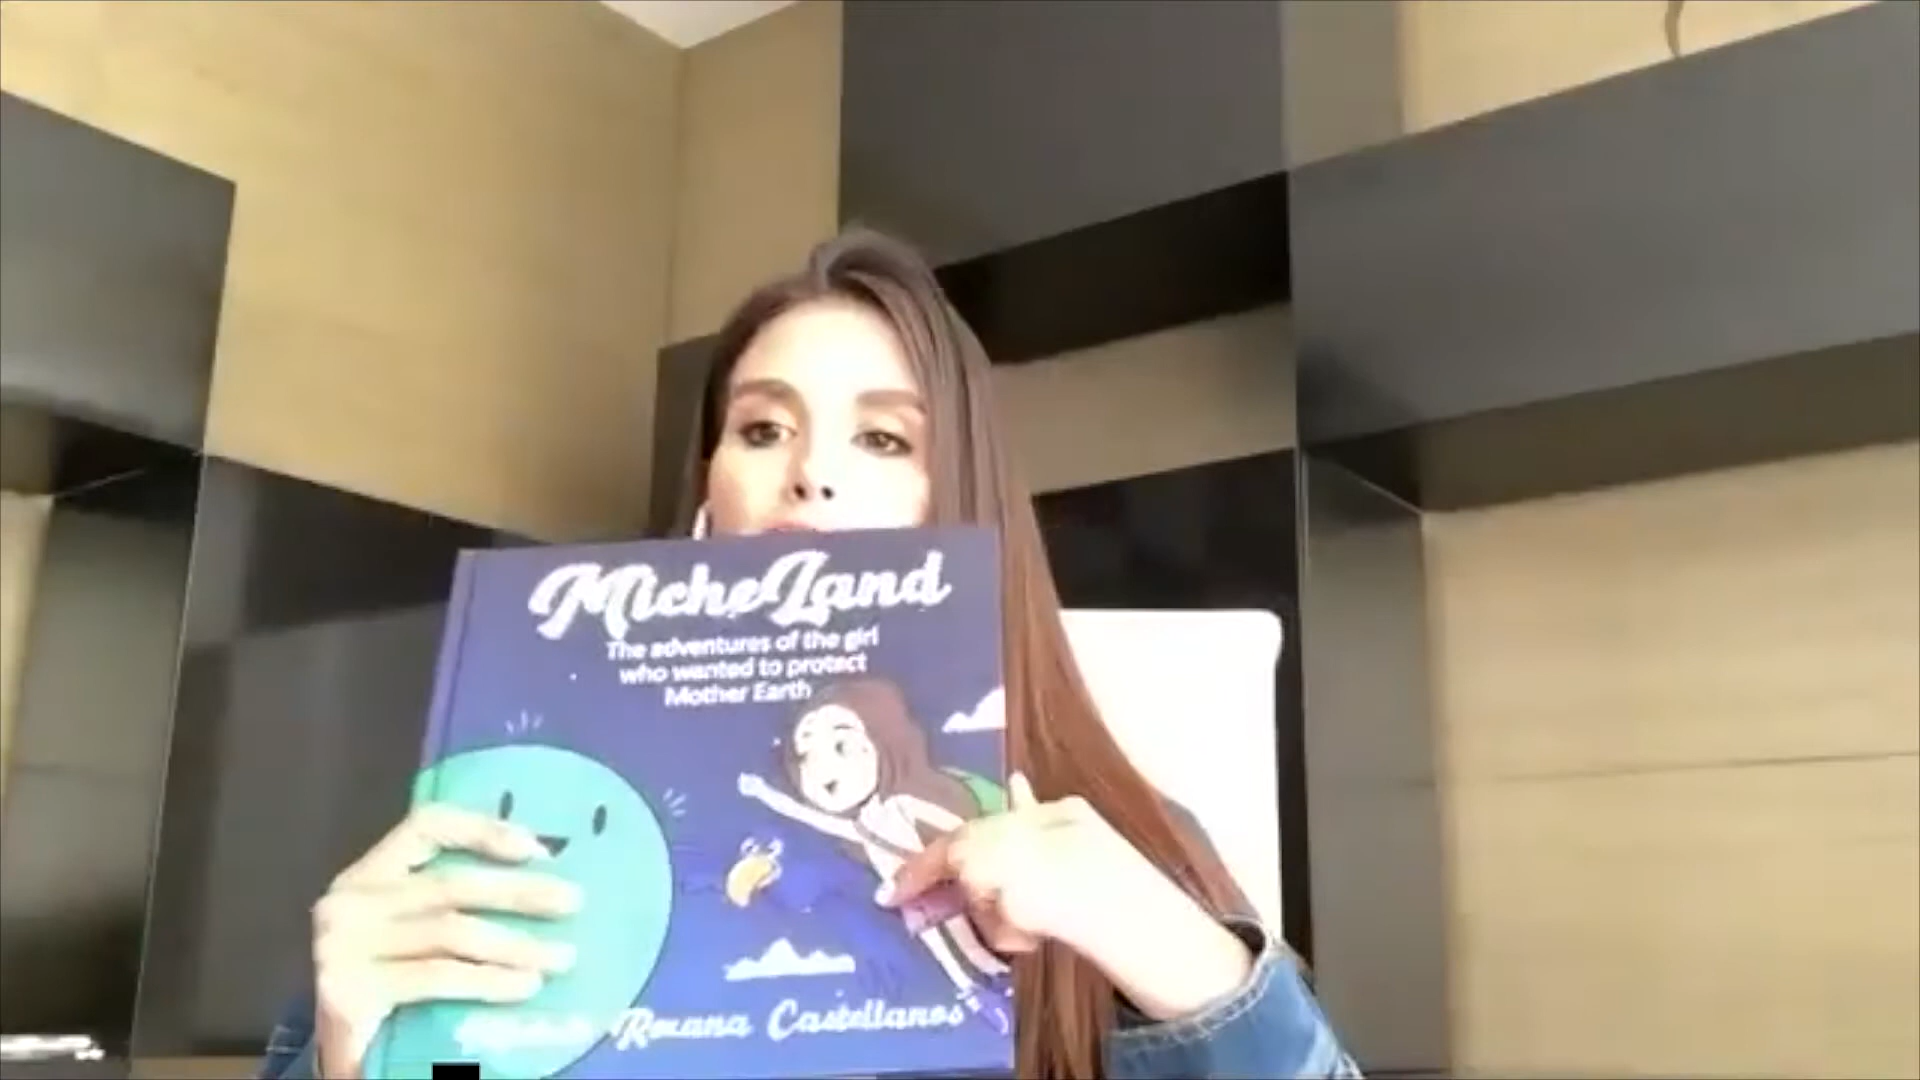 MicheLand
The adventures of the girl
who wanted to protect
Mother Earth
Roxana Castellanos